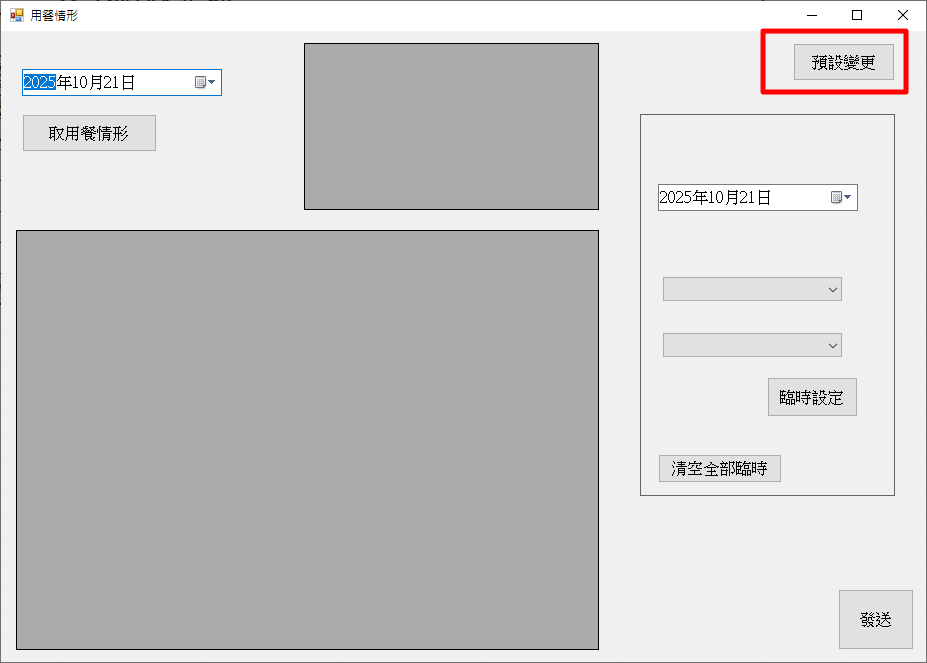 用餐情形
預設變更
2025年10月21日
取用餐情形
2025年10月21日
臨時設定
清空全部臨時
發送